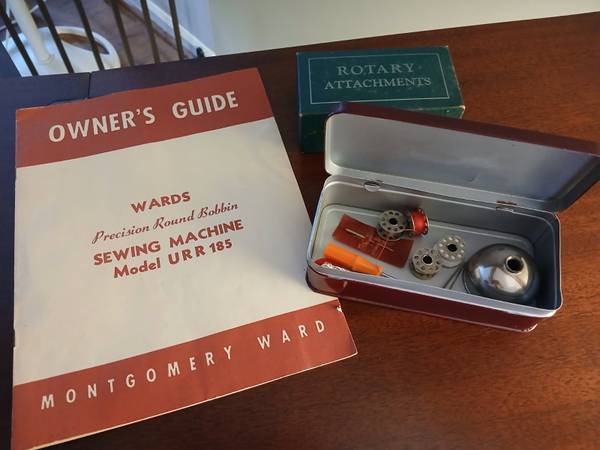 OWNER'S GUIDE
WARDS
Precision Round Bobbin
SEWING MACHINE
Model URR 185
MONTGOMERY WARD
ROTARY
ATTACHMENTS